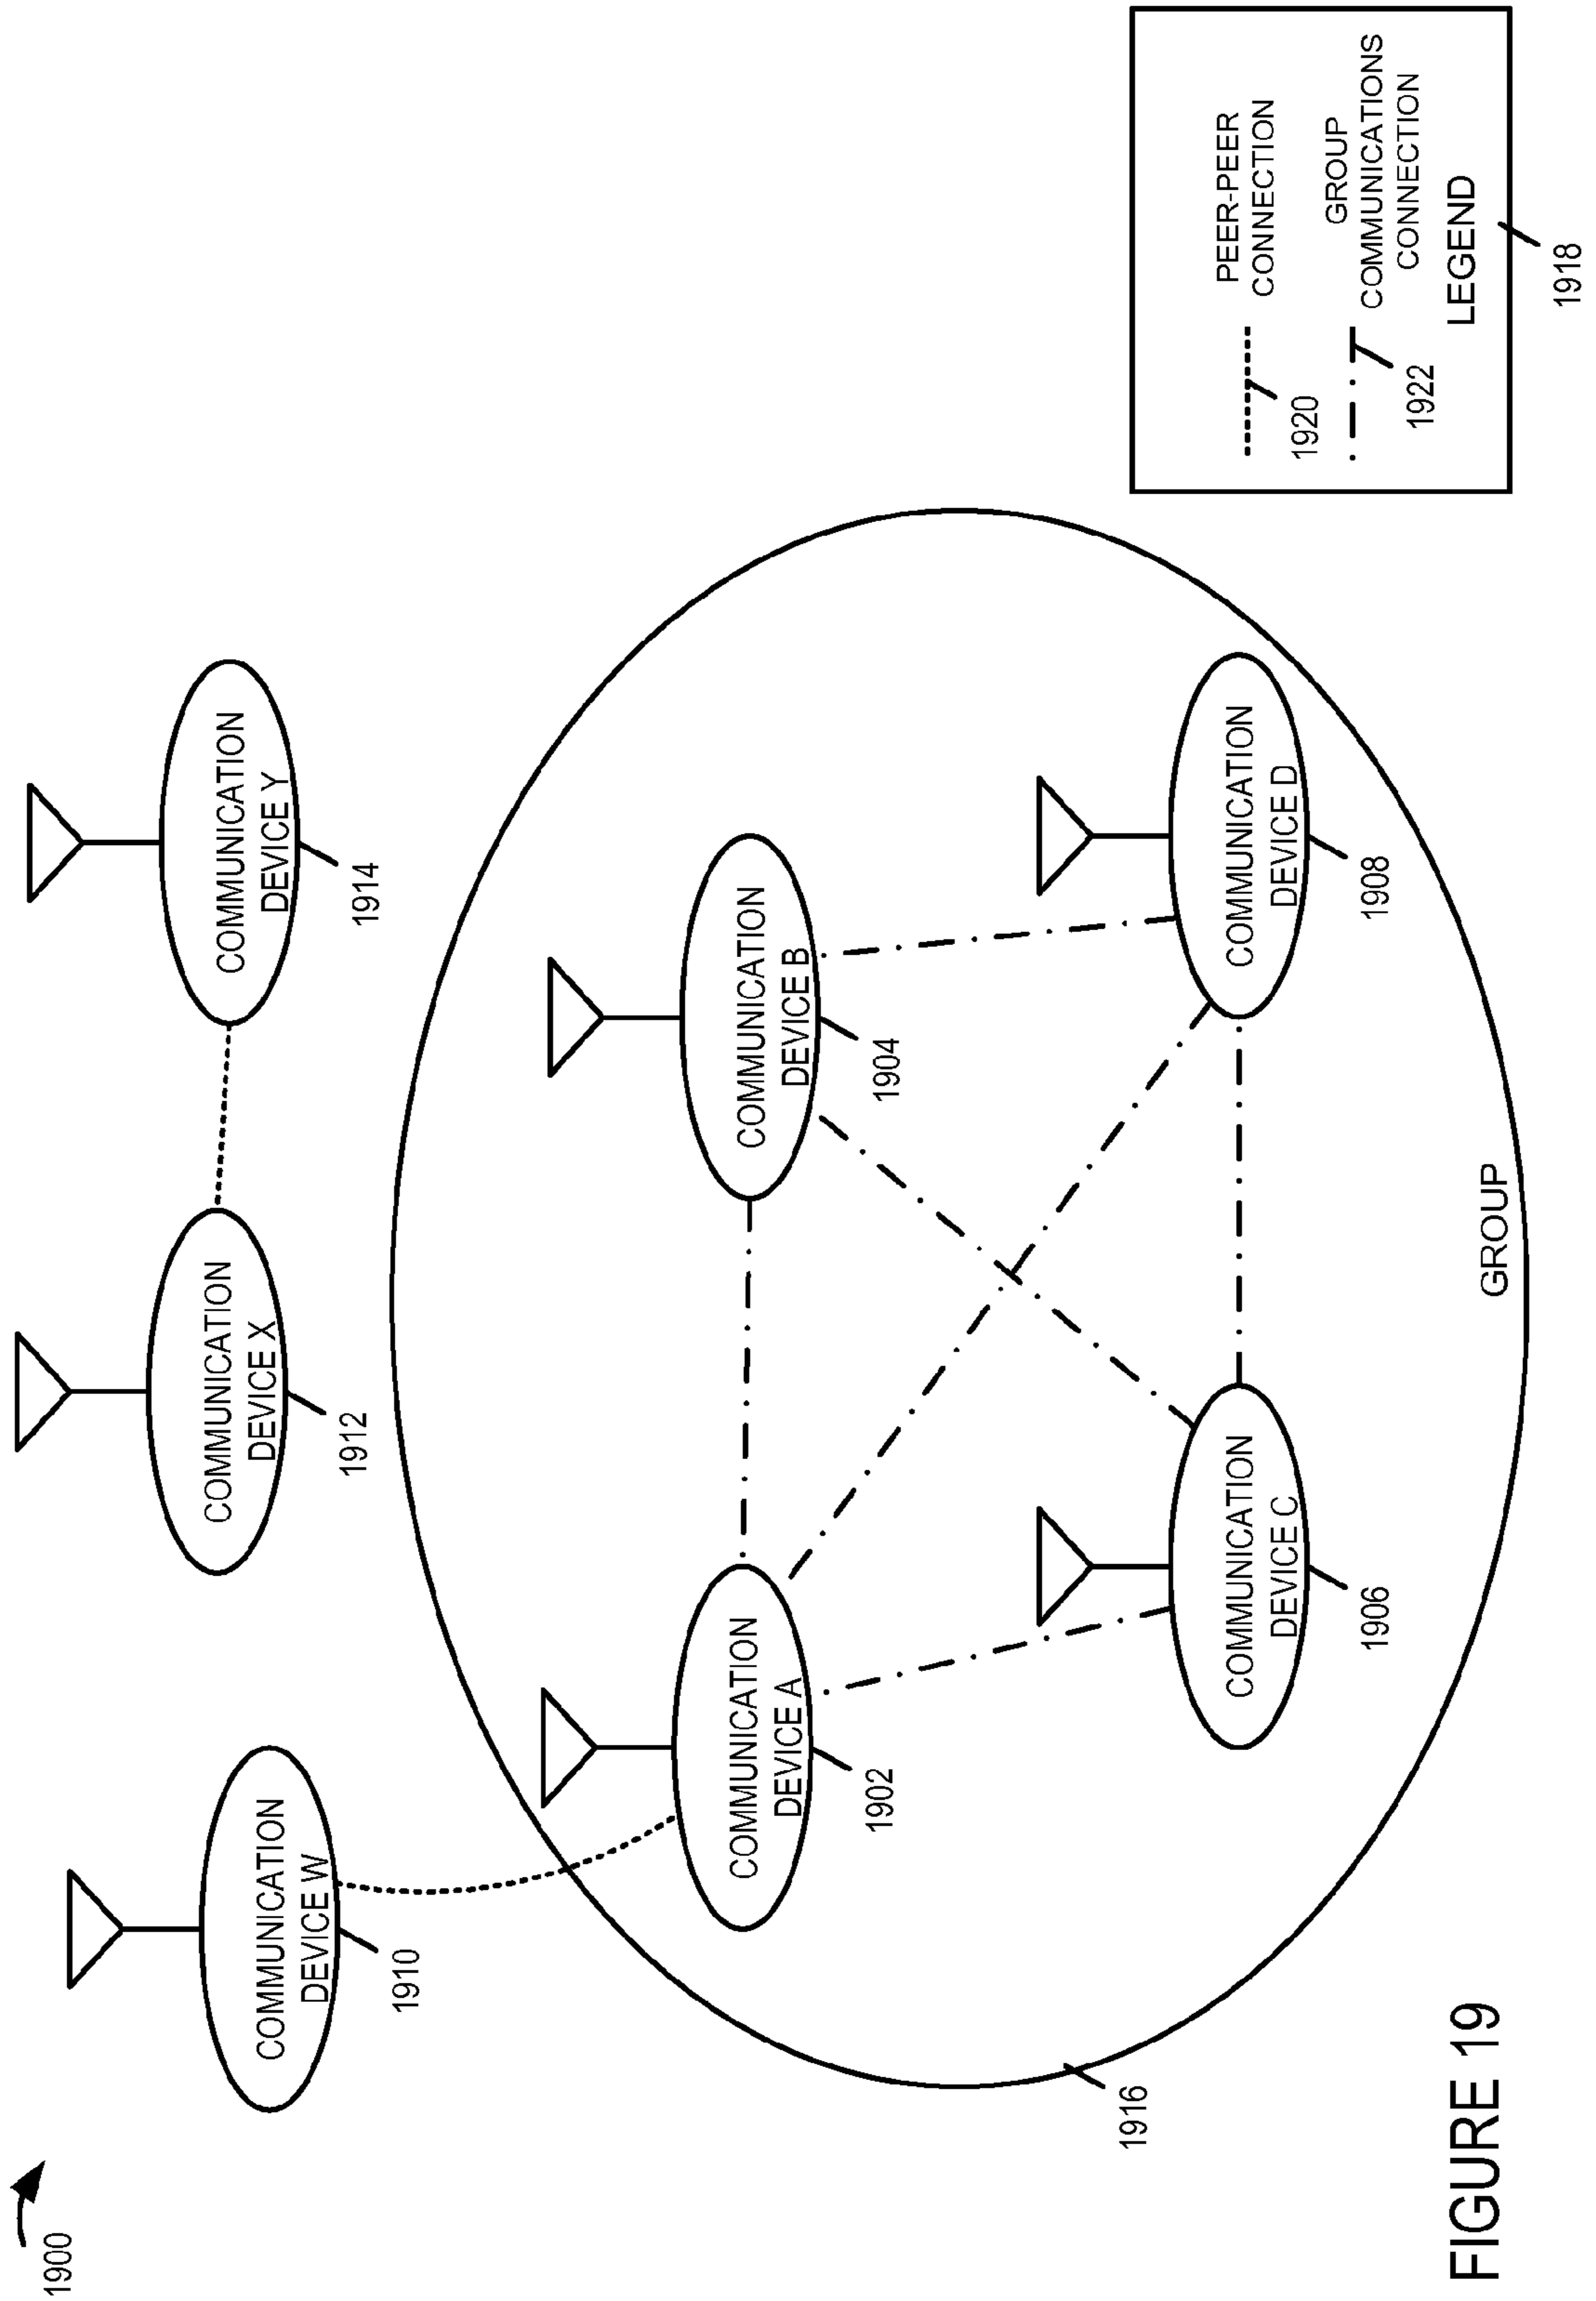 1900
COMMUNICATION
DEVICE W
1910
COMMUNICATION
DEVICE X
1912
COMMUNICATION
DEVICE Y
1914
COMMUNICATION
DEVICE A
1902
COMMUNICATION
DEVICE B
1904
COMMUNICATION
DEVICE C
1906
COMMUNICATION
DEVICE D
1908
1916
GROUP
PEER-PEER
CONNECTION
1920
GROUP
COMMUNICATIONS
CONNECTION
1922
LEGEND
1918
FIGURE 19